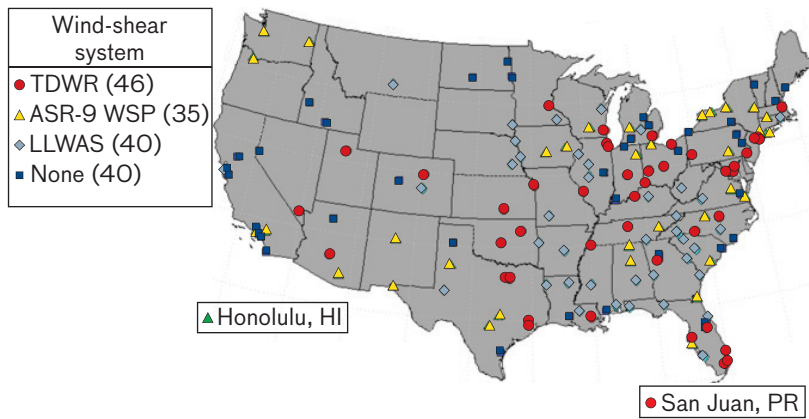 Wind-shear
system
TDWR (46)
ASR-9 WSP (35)
LLWAS (40)
None (40)
Honolulu, HI
San Juan, PR